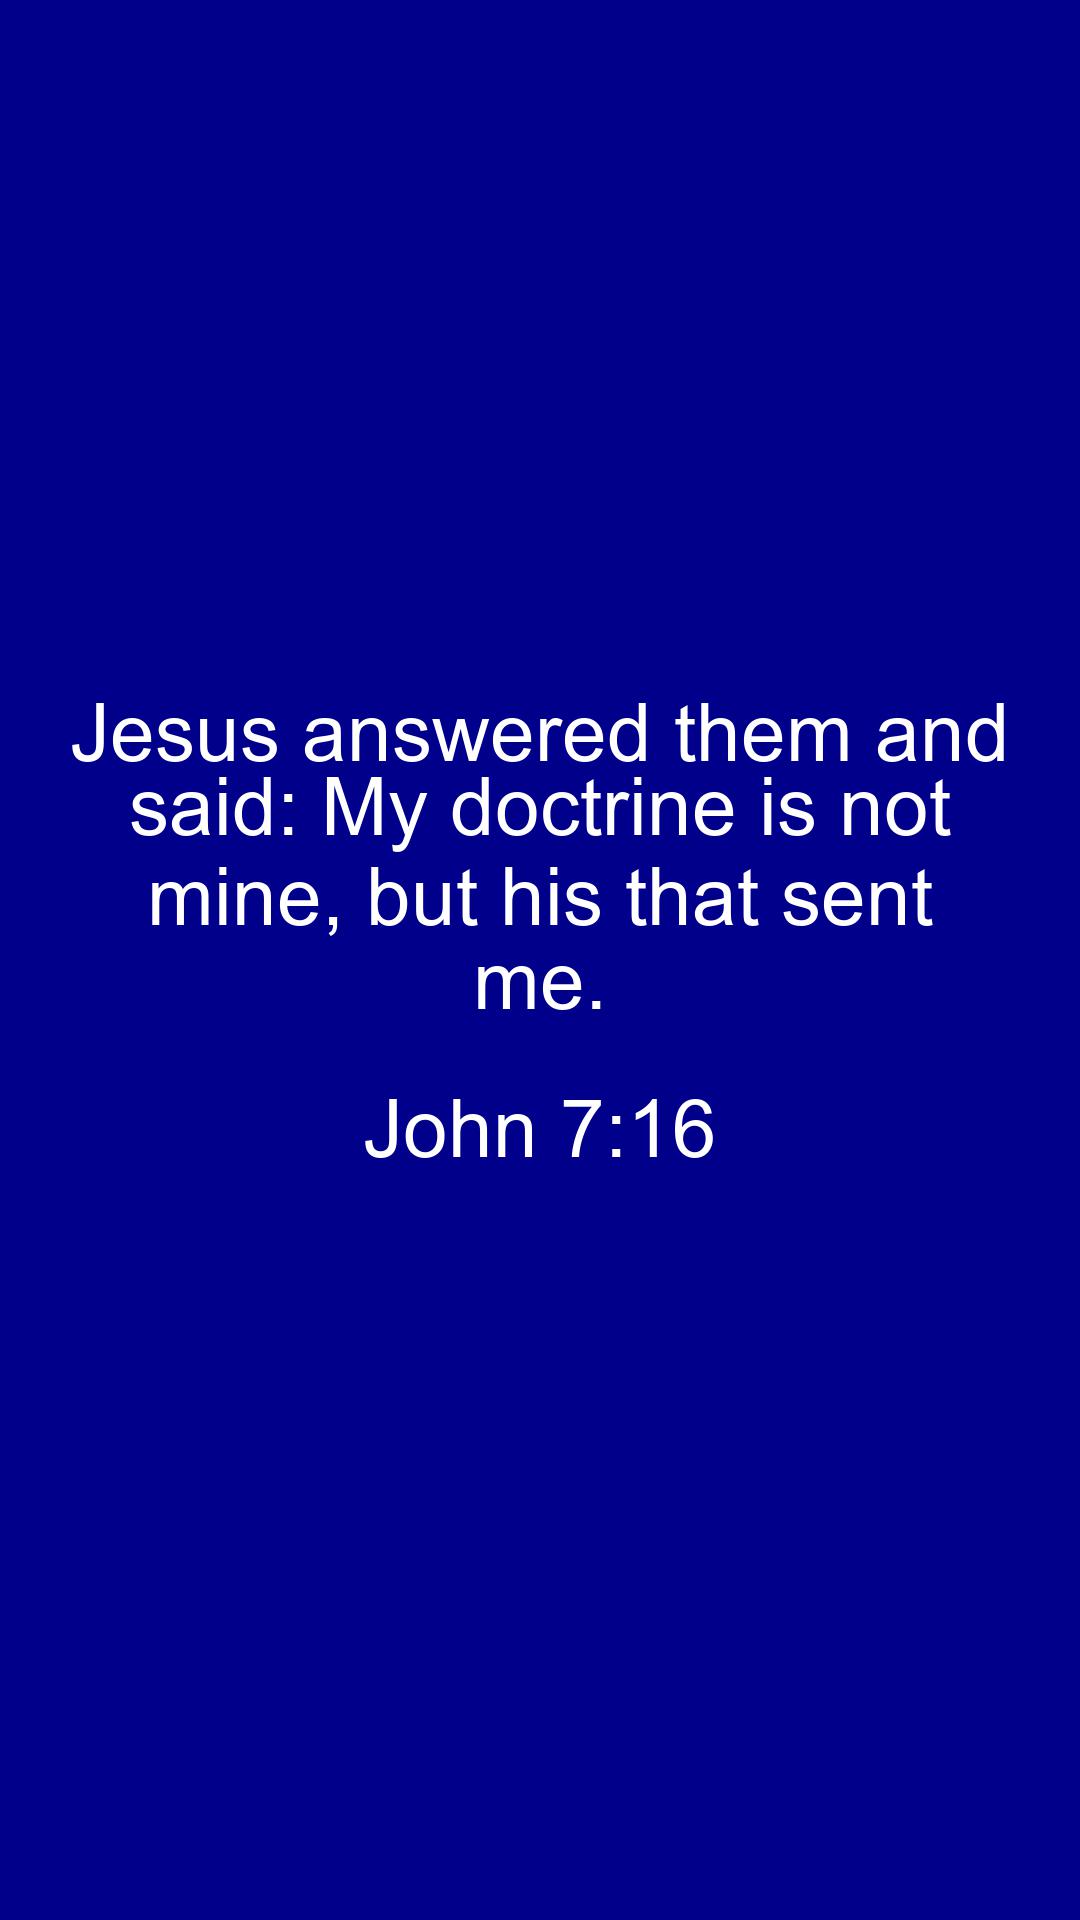 Jesus answered them and
said: My doctrine is not
mine, but his that sent
me.
John 7:16